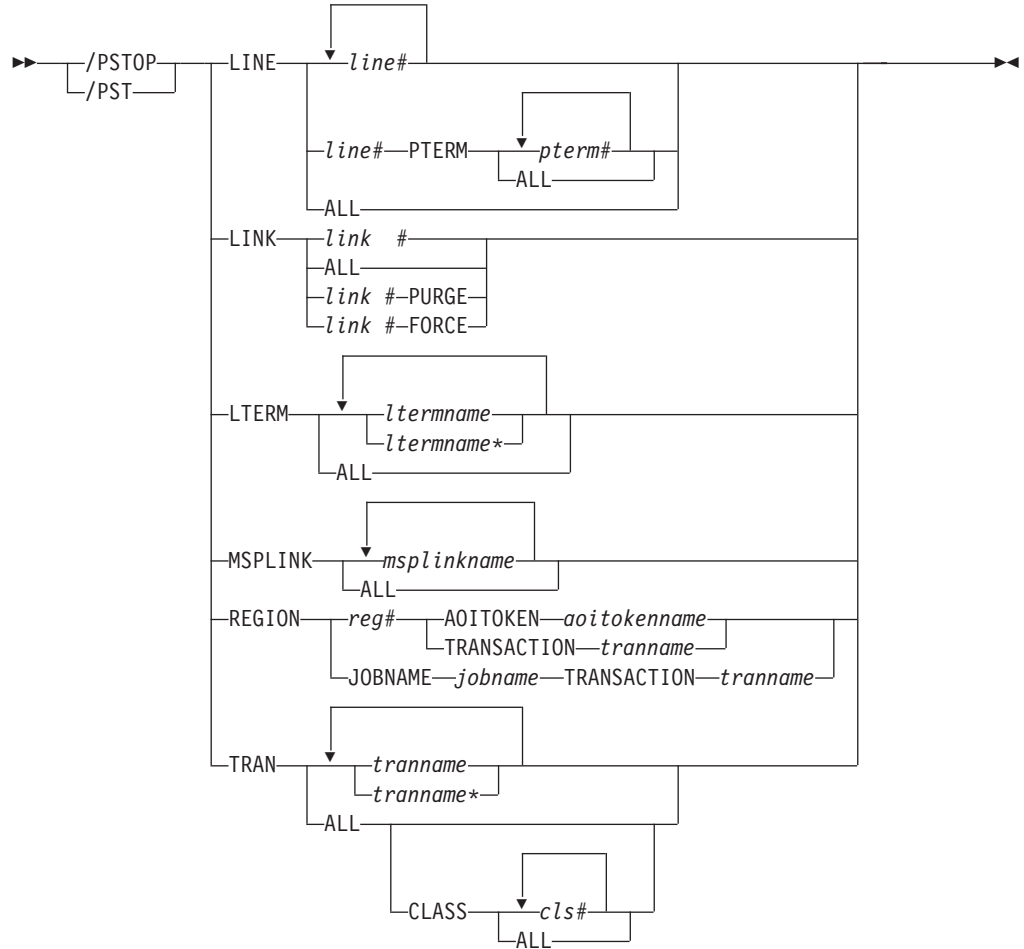 /PSTOP LINE line#
/PST
line# PTERM pterm#
ALL
ALL
LINK link #
ALL
link # PURGE
link # FORCE
LTERM ltermname
ltermname*
ALL
MSPLINK msplinkname
ALL
REGION reg# AOITOKEN aoitokenname
TRANSACTION tranname
JOBNAME jobname TRANSACTION tranname
TRAN tranname
tranname*
ALL
CLASS cls#
ALL